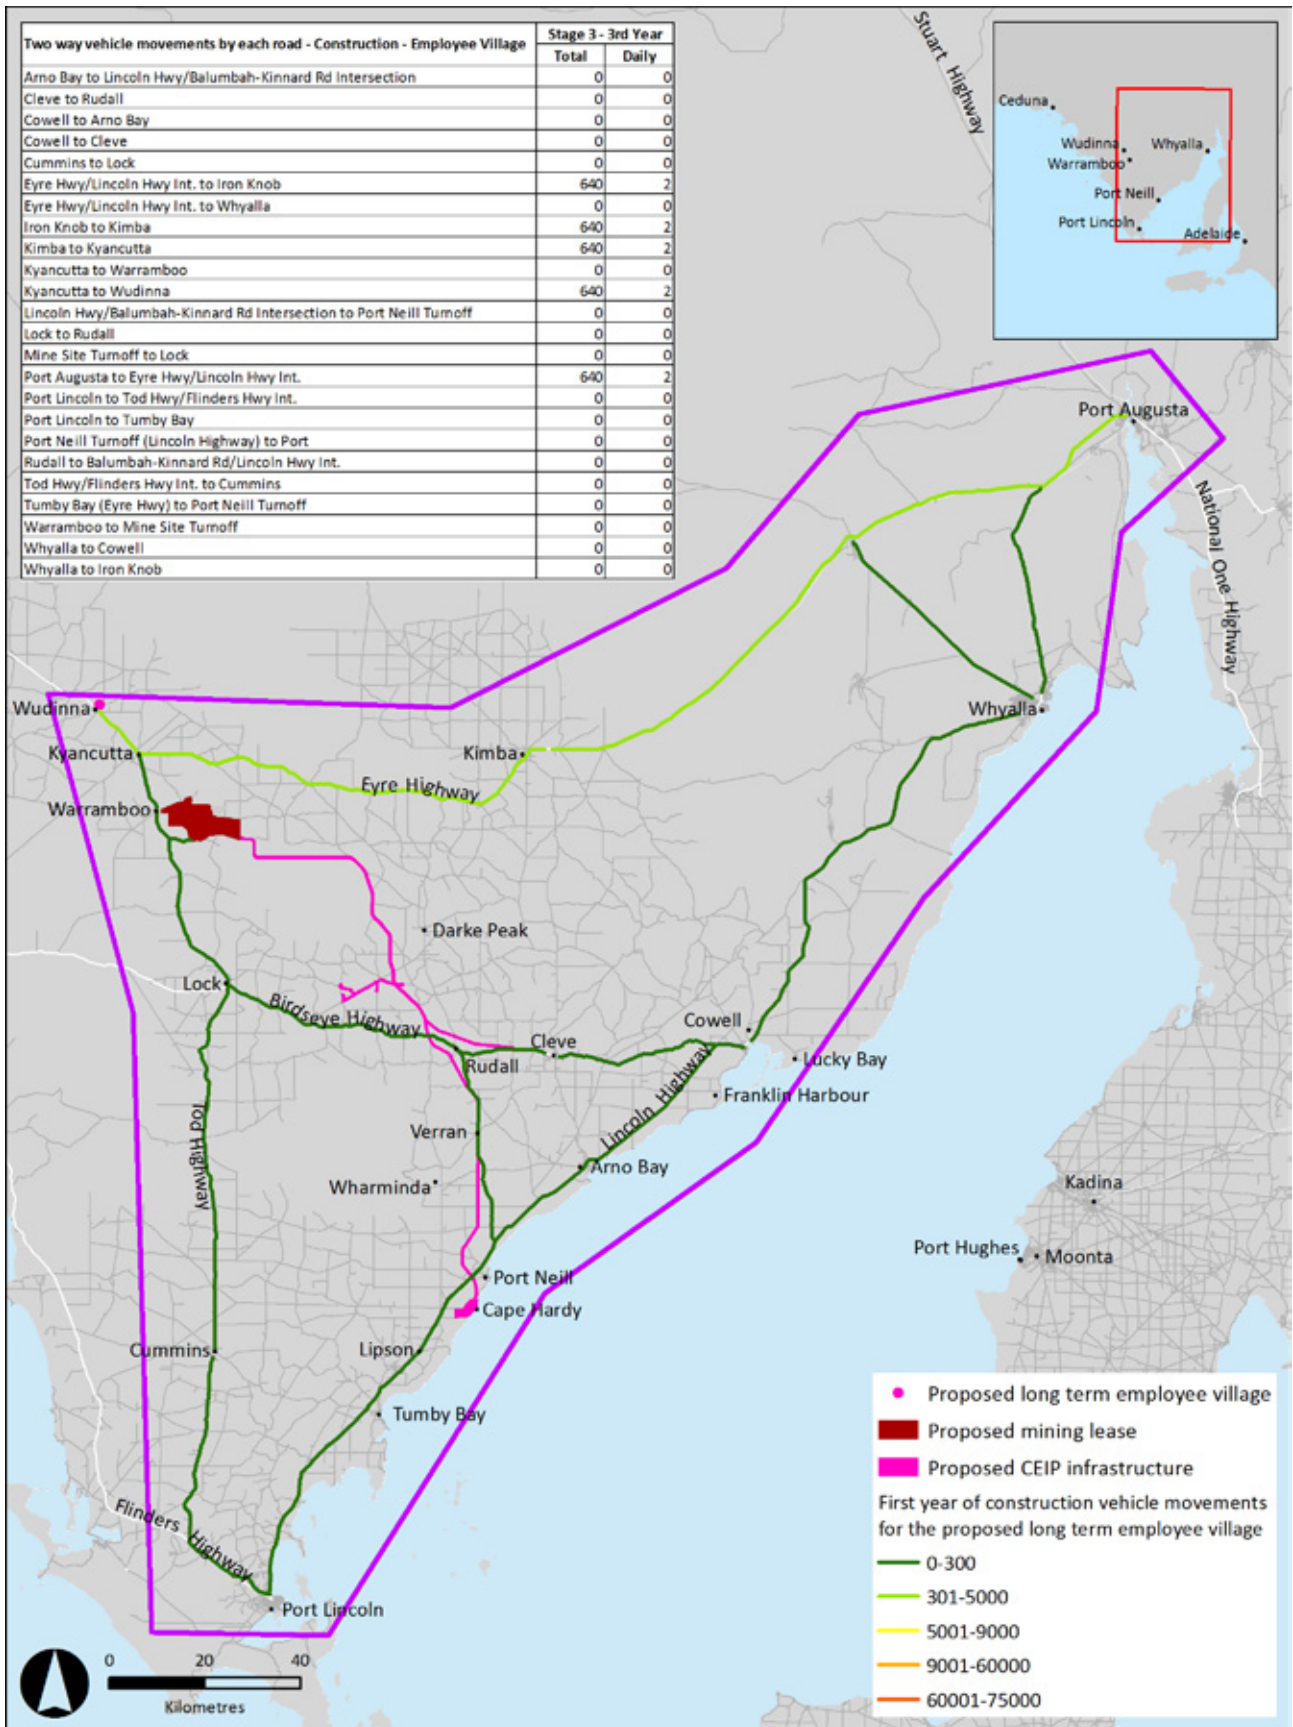 Two way vehicle movements by each road - Construction - Employee Village Stage 3 - 3rd Year
Total Daily
Arno Bay to Lincoln Hwy/Balumbah-Kinnard Rd Intersection 0 0
Cleve to Rudall 0 0
Cowell to Arno Bay 0 0
Cowell to Cleve 0 0
Cummins to Lock 0 0
Eyre Hwy/Lincoln Hwy Int. to Iron Knob 640 2
Eyre Hwy/Lincoln Hwy Int. to Whyalla 0 0
Iron Knob to Kimba 640 2
Kimba to Kyancutta 640 2
Kyancutta to Warramboo 0 0
Kyancutta to Wudinna 640 2
Lincoln Hwy/Balumbah-Kinnard Rd Intersection to Port Neill Turnoff 0 0
Lock to Rudall 0 0
Mine Site Turnoff to Lock 0 0
Port Augusta to Eyre Hwy/Lincoln Hwy Int. 640 2
Port Lincoln to Tod Hwy/Flinders Hwy Int. 0 0
Port Lincoln to Tumby Bay 0 0
Port Neill Turnoff (Lincoln Highway) to Port 0 0
Rudall to Balumbah-Kinnard Rd/Lincoln Hwy Int. 0 0
Tod Hwy/Flinders Hwy Int. to Cummins 0 0
Tumby Bay (Eyre Hwy) to Port Neill Turnoff 0 0
Warramboo to Mine Site Turnoff 0 0
Whyalla to Cowell 0 0
Whyalla to Iron Knob 0 0
Stuart Highway
Ceduna
Wudinna
Whyalla
Warramboo
Port Neill
Port Lincoln
Adelaide
Port Augusta
National One Highway
Wudinna
Whyalla
Kyancutta
Kimba
Eyre Highway
Warramboo
Darke Peak
Lock
Birdseye Highway
Cowell
Cleve
Rudall
Lucky Bay
Lincoln Highway
Franklin Harbour
Tod Highway
Verran
Arno Bay
Wharminda
Kadina
Port Hughes
Moonta
Port Neill
Cape Hardy
Cummins
Lipson
Tumby Bay
Flinders Highway
Port Lincoln
Proposed long term employee village
Proposed mining lease
Proposed CEIP infrastructure
First year of construction vehicle movements
for the proposed long term employee village
0-300
301-5000
5001-9000
9001-60000
60001-75000
0 20 40
Kilometres